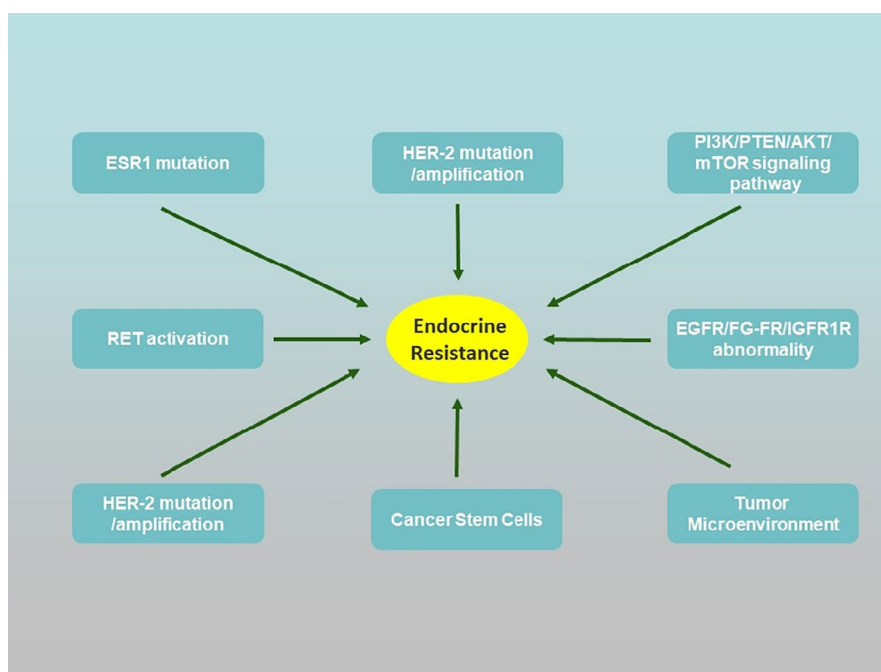 ESR1 mutation
HER-2 mutation
/amplification
PI3K/PTEN/AKT/
mTOR signaling
pathway
RET activation
Endocrine
Resistance
EGFR/FG-FR/IGFR1R
abnormality
HER-2 mutation
/amplification
Cancer Stem Cells
Tumor
Microenvironment